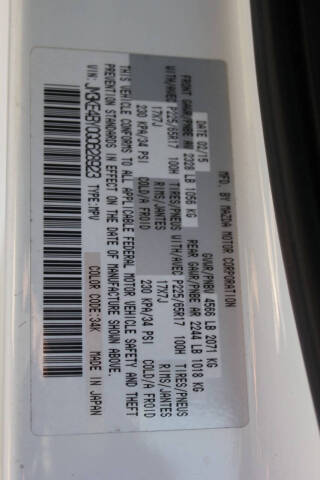 MFD. BY MAZDA MOTOR CORPORATION
DATE 02/15 GVWR/PNBV 4566 LB 2071 KG
FRONT GAWR/PNBE AV 2328 LB 1056 KG REAR GAWR/PNBE AR 2244 LB 1018 KG
WITH/AVEC P225/65R17 100H TIRES/PNEUS WITH/AVEC P225/65R17 100H TIRES/PNEUS
17X7J RIMS/JANTES 17X7J RIMS/JANTES
230 KPA/34 PSI COLD/A FROID 230 KPA/34 PSI COLD/A FROID
THIS VEHICLE CONFORMS TO ALL APPLICABLE FEDERAL MOTOR VEHICLE SAFETY AND THEFT
PREVENTION STANDARDS IN EFFECT ON THE DATE OF MANUFACTURE SHOWN ABOVE.
VIN: TYPE:MPV COLOR: 34K MADE IN JAPAN